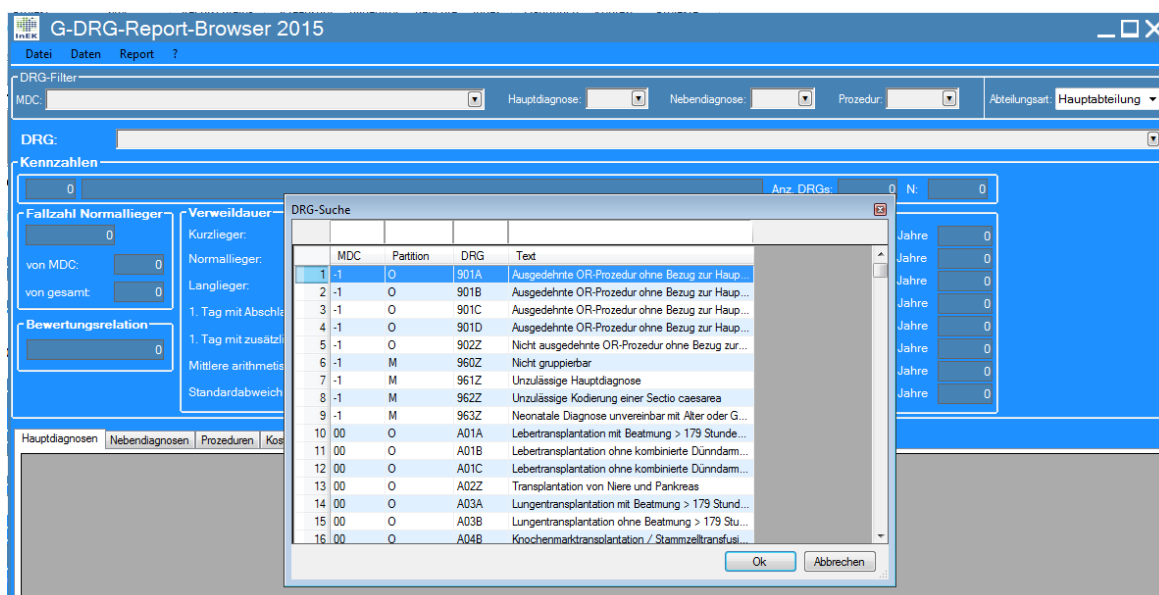 InEK G-DRG-Report-Browser 2015
Datei Daten Report ?
DRG-Filter
MDC: Hauptdiagnose: Nebendiagnose: Prozedur: Abteilungsart: Hauptabteilung
DRG:
Kennzahlen
0 Anz. DRGs: 0 N: 0
Fallzahl Normallieger
0
von MDC: 0
von gesamt: 0
Bewertungsrelation
0
Verweildauer
Kurzlieger:
Normallieger:
Langlieger:
1. Tag mit Abschla
1. Tag mit zusätzli
Mittlere arithmetis
Standardabweich
Jahre 0
Jahre 0
Jahre 0
Jahre 0
Jahre 0
Jahre 0
Jahre 0
Jahre 0
Hauptdiagnosen Nebendiagnosen Prozeduren Kos
DRG-Suche
MDC Partition DRG Text
1 -1 O 901A Ausgedehnte OR-Prozedur ohne Bezug zur Haup...
2 -1 O 901B Ausgedehnte OR-Prozedur ohne Bezug zur Haup...
3 -1 O 901C Ausgedehnte OR-Prozedur ohne Bezug zur Haup...
4 -1 O 901D Ausgedehnte OR-Prozedur ohne Bezug zur Haup...
5 -1 O 902Z Nicht ausgedehnte OR-Prozedur ohne Bezug zur...
6 -1 M 960Z Nicht gruppierbar
7 -1 M 961Z Unzulässige Hauptdiagnose
8 -1 M 962Z Unzulässige Kodierung einer Sectio caesarea
9 -1 M 963Z Neonatale Diagnose unvereinbar mit Alter oder G...
10 00 O A01A Lebertransplantation mit Beatmung > 179 Stunde...
11 00 O A01B Lebertransplantation ohne kombinierte Dünndarm...
12 00 O A01C Lebertransplantation ohne kombinierte Dünndarm...
13 00 O A02Z Transplantation von Niere und Pankreas
14 00 O A03A Lungentransplantation mit Beatmung > 179 Stund...
15 00 O A03B Lungentransplantation ohne Beatmung > 179 Stu...
16 00 O A04B Knochenmarktransplantation / Stammzelltransfusi...
Ok Abbrechen